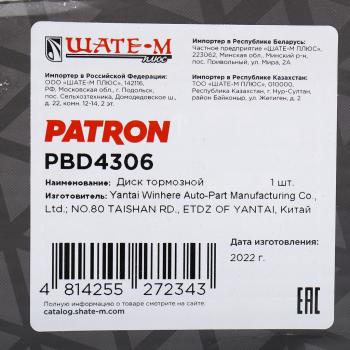 ШАТЕ-М
ПЛЮС
Импортер в Российской Федерации:
ООО «ШАТЕ-М ПЛЮС», 142116,
РФ, Московская область, г. Подольск,
пос. Сельхозтехника, Домодедовское ш.,
д. 22, комн. 12-14, 2 эт.
Импортер в Республике Беларусь:
Частное предприятие «ШАТЕ-М ПЛЮС»,
223062, Минская обл., Минский р-н,
пос. Привольный, ул. Мира, 2А
Импортер в Республике Казахстан:
ТОО «ШАТЕ-М ПЛЮС», 010000,
Республика Казахстан, г. Нур-Султан,
район Байконыр, ул. Житиген, д. 2
PATRON
PBD4306
Наименование: Диск тормозной 1 шт.
Изготовитель: Yantai Winhere Auto-Part Manufacturing Co.,
Ltd.; NO.80 TAISHAN RD., ETDZ OF YANTAI, Китай
Дата изготовления:
2022 г.
4 814255 272343
EAC
Полную информацию о товаре смотрите на сайте
catalog.shate-m.com